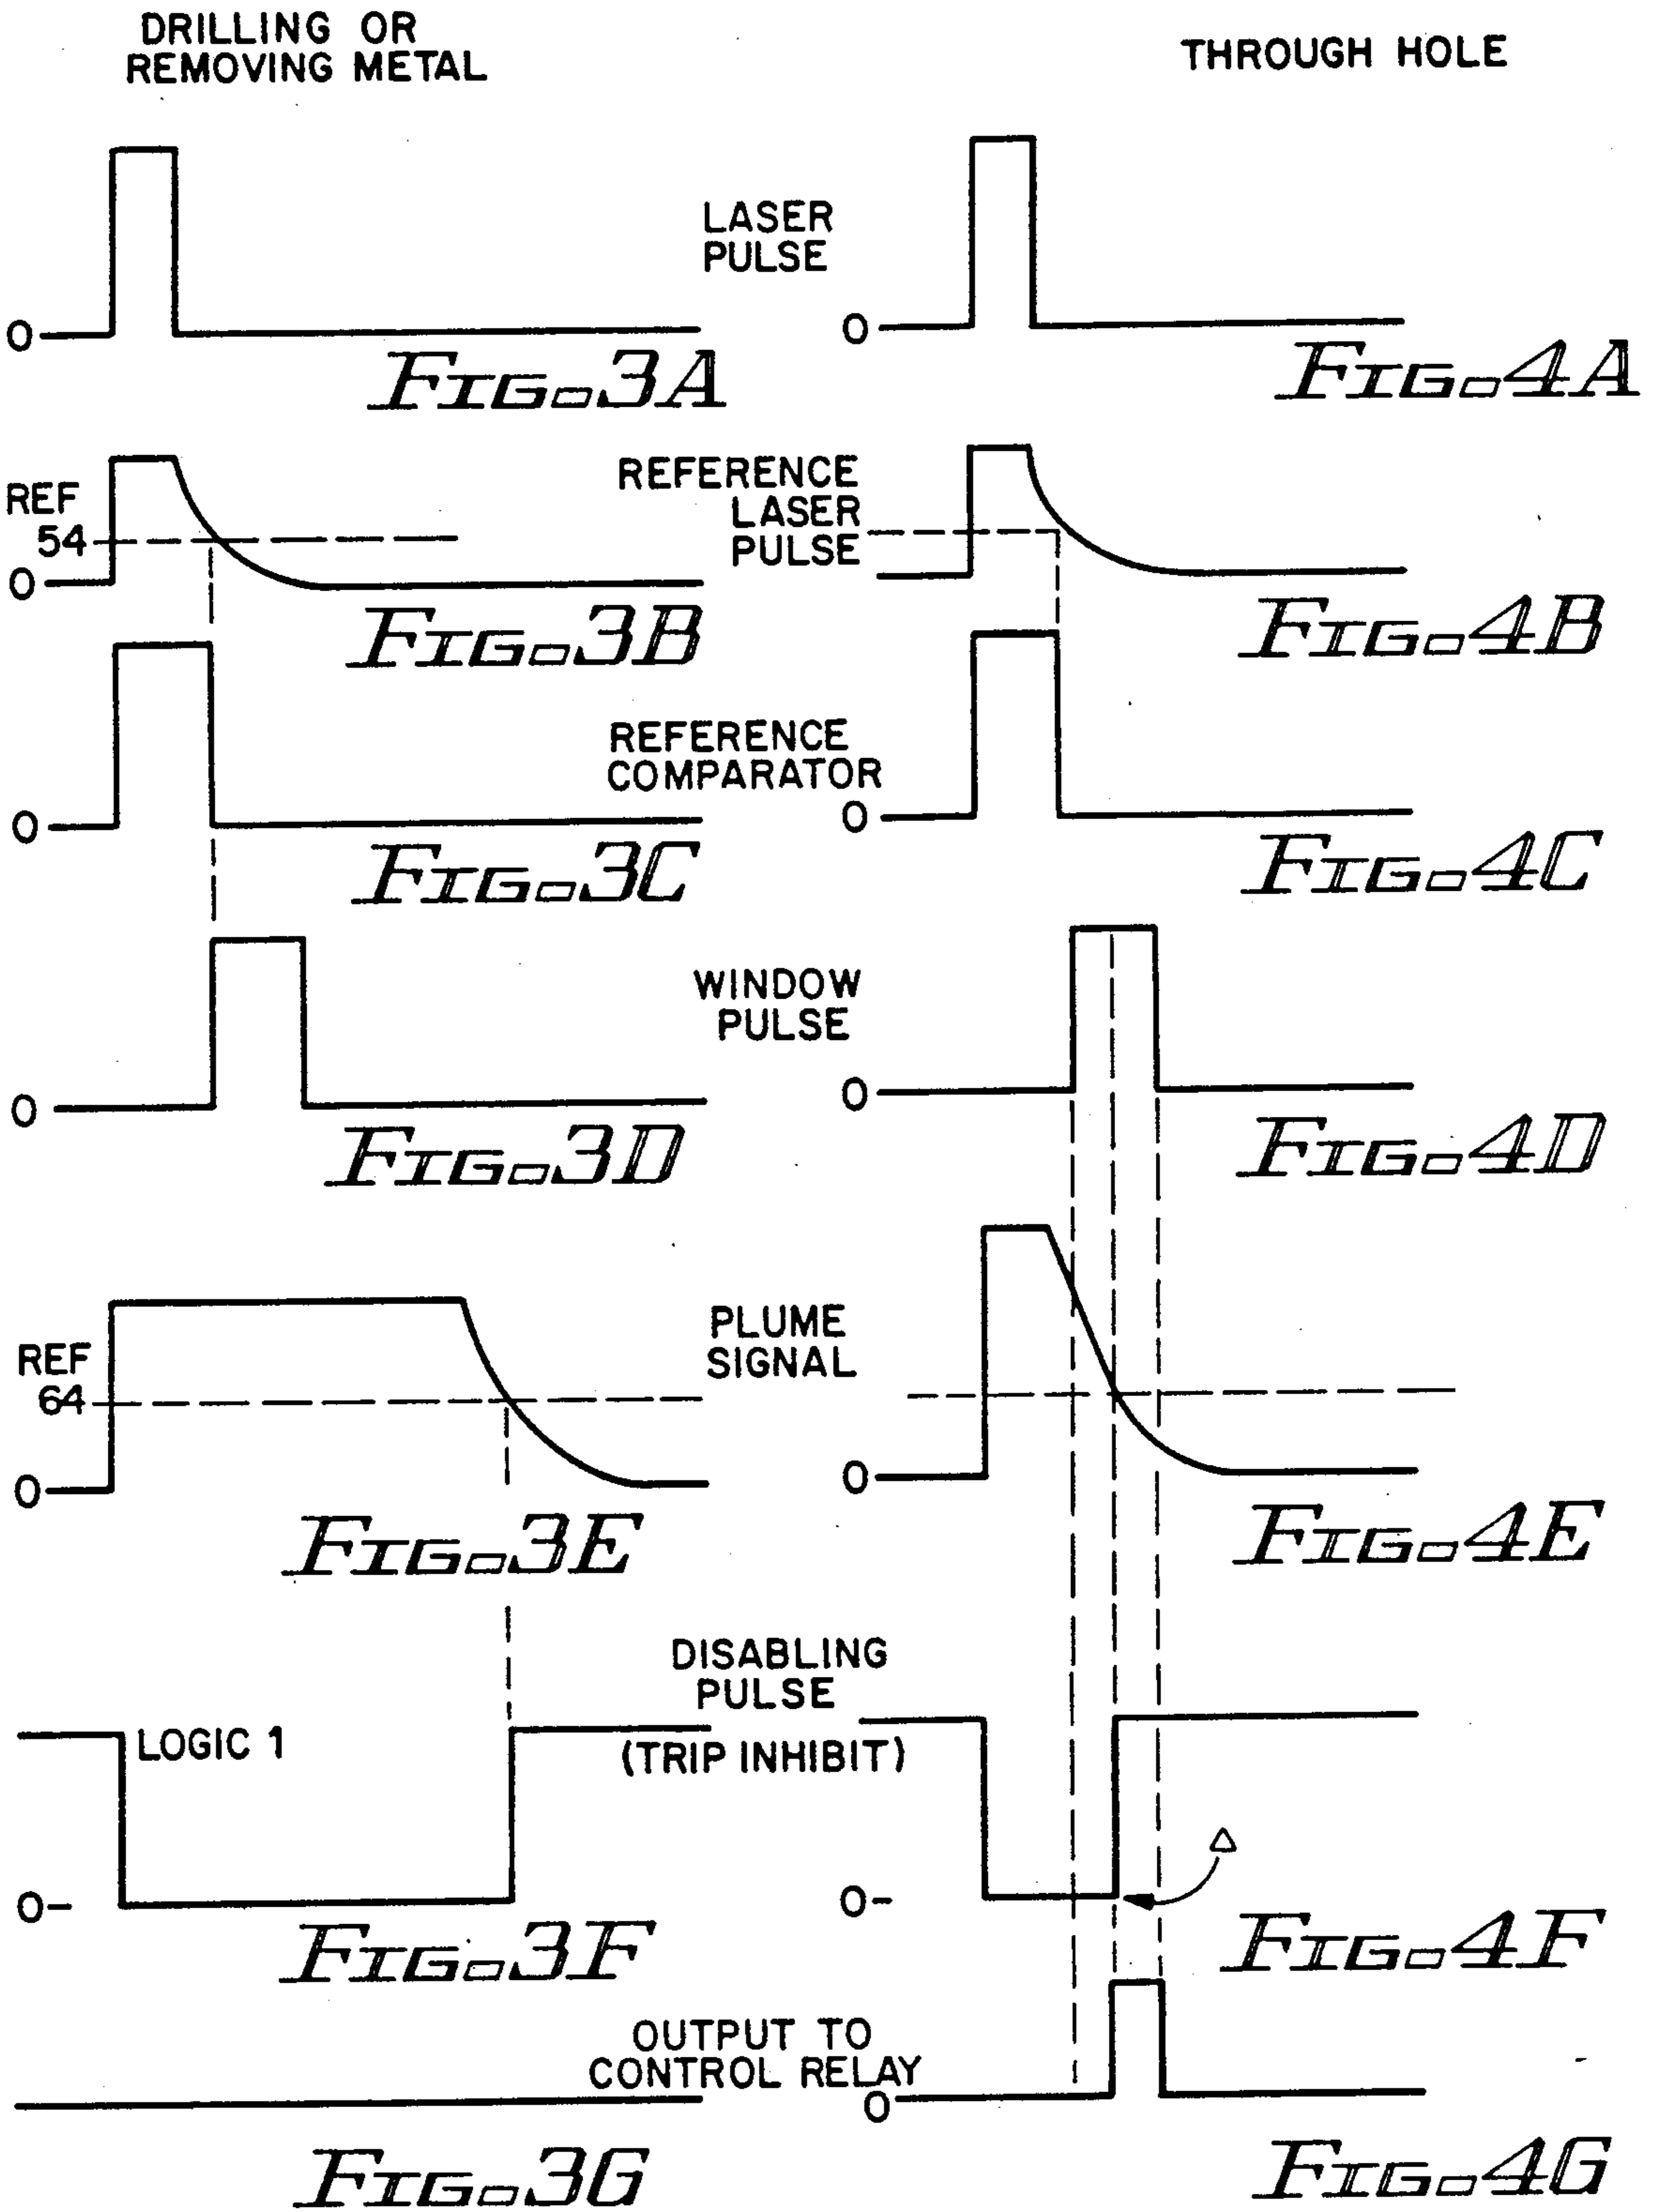 DRILLING OR
REMOVING METAL
THROUGH HOLE
LASER
PULSE
0
0
FIG. 3A
FIG. 4A
REFERENCE
LASER
PULSE
REF
54
0
FIG. 3B
FIG. 4B
REFERENCE
COMPARATOR
0
0
FIG. 3C
FIG. 4C
WINDOW
PULSE
0
0
FIG. 3D
FIG. 4D
PLUME
SIGNAL
REF
64
0
0
FIG. 3E
FIG. 4E
DISABLING
PULSE
(TRIP INHIBIT)
LOGIC 1
0
0
Δ
FIG. 3F
FIG. 4F
OUTPUT TO
CONTROL RELAY
0
FIG. 3G
FIG. 4G